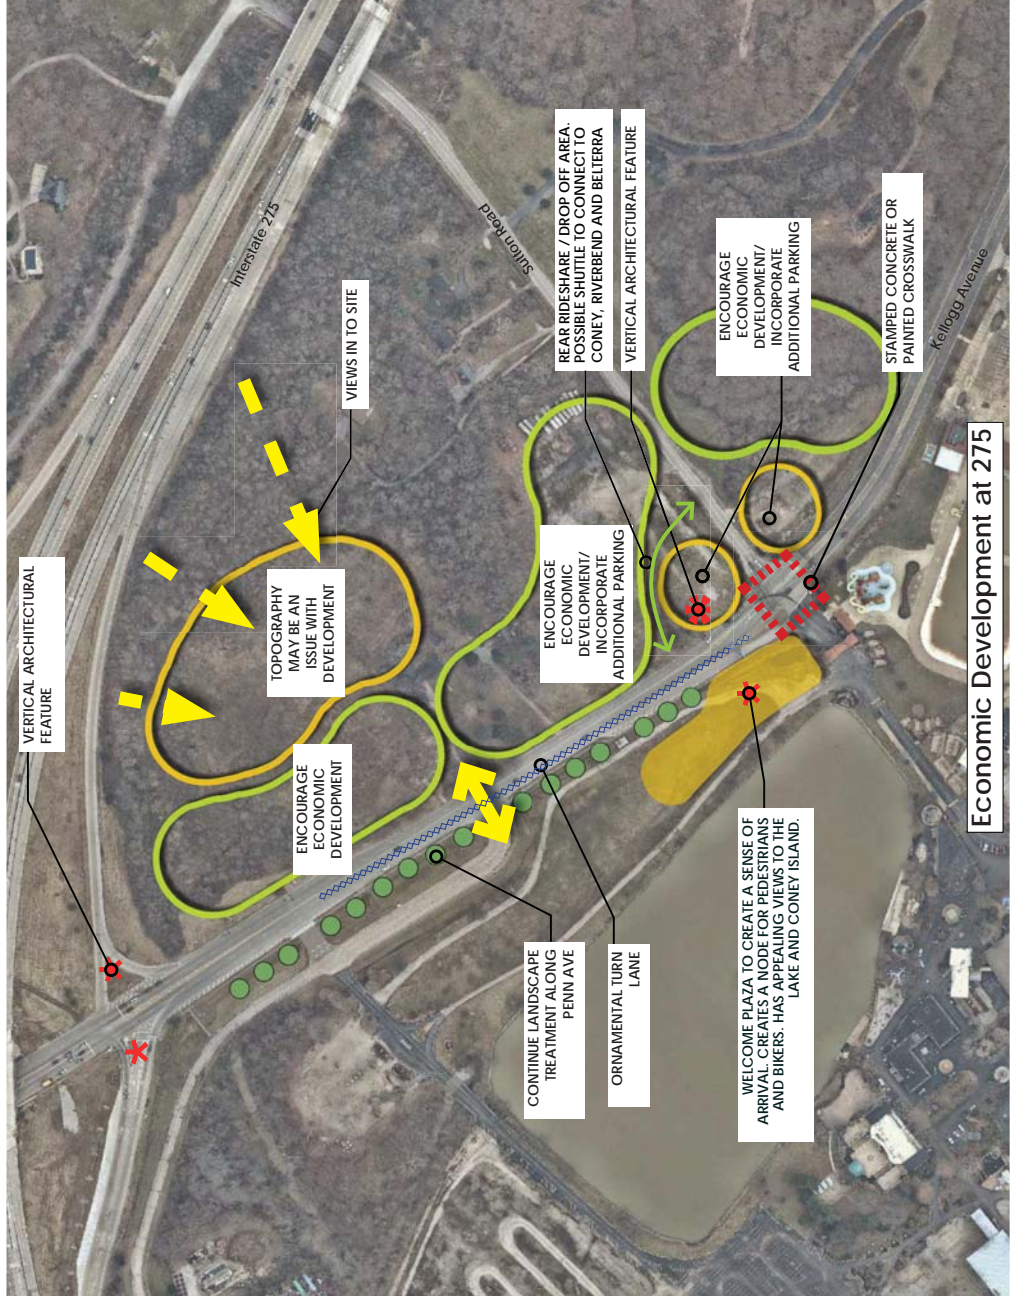 VERTICAL ARCHITECTURAL
FEATURE
Interstate 275
VIEWS IN TO SITE
TOPOGRAPHY
MAY BE AN
ISSUE WITH
DEVELOPMENT
ENCOURAGE
ECONOMIC
DEVELOPMENT
Sutton Road
REAR RIDESHARE / DROP OFF AREA.
POSSIBLE SHUTTLE TO CONNECT TO
CONEY, RIVERBEND AND BELTERRA
VERTICAL ARCHITECTURAL FEATURE
ENCOURAGE
ECONOMIC
DEVELOPMENT/
INCORPORATE
ADDITIONAL PARKING
ENCOURAGE
ECONOMIC
DEVELOPMENT/
INCORPORATE
ADDITIONAL PARKING
STAMPED CONCRETE OR
PAINTED CROSSWALK
Kellogg Avenue
CONTINUE LANDSCAPE
TREATMENT ALONG
PENN AVE
ORNAMENTAL TURN
LANE
WELCOME PLAZA TO CREATE A SENSE OF
ARRIVAL. CREATES A NODE FOR PEDESTRIANS
AND BIKERS. HAS APPEALING VIEWS TO THE
LAKE AND CONEY ISLAND.
Economic Development at 275